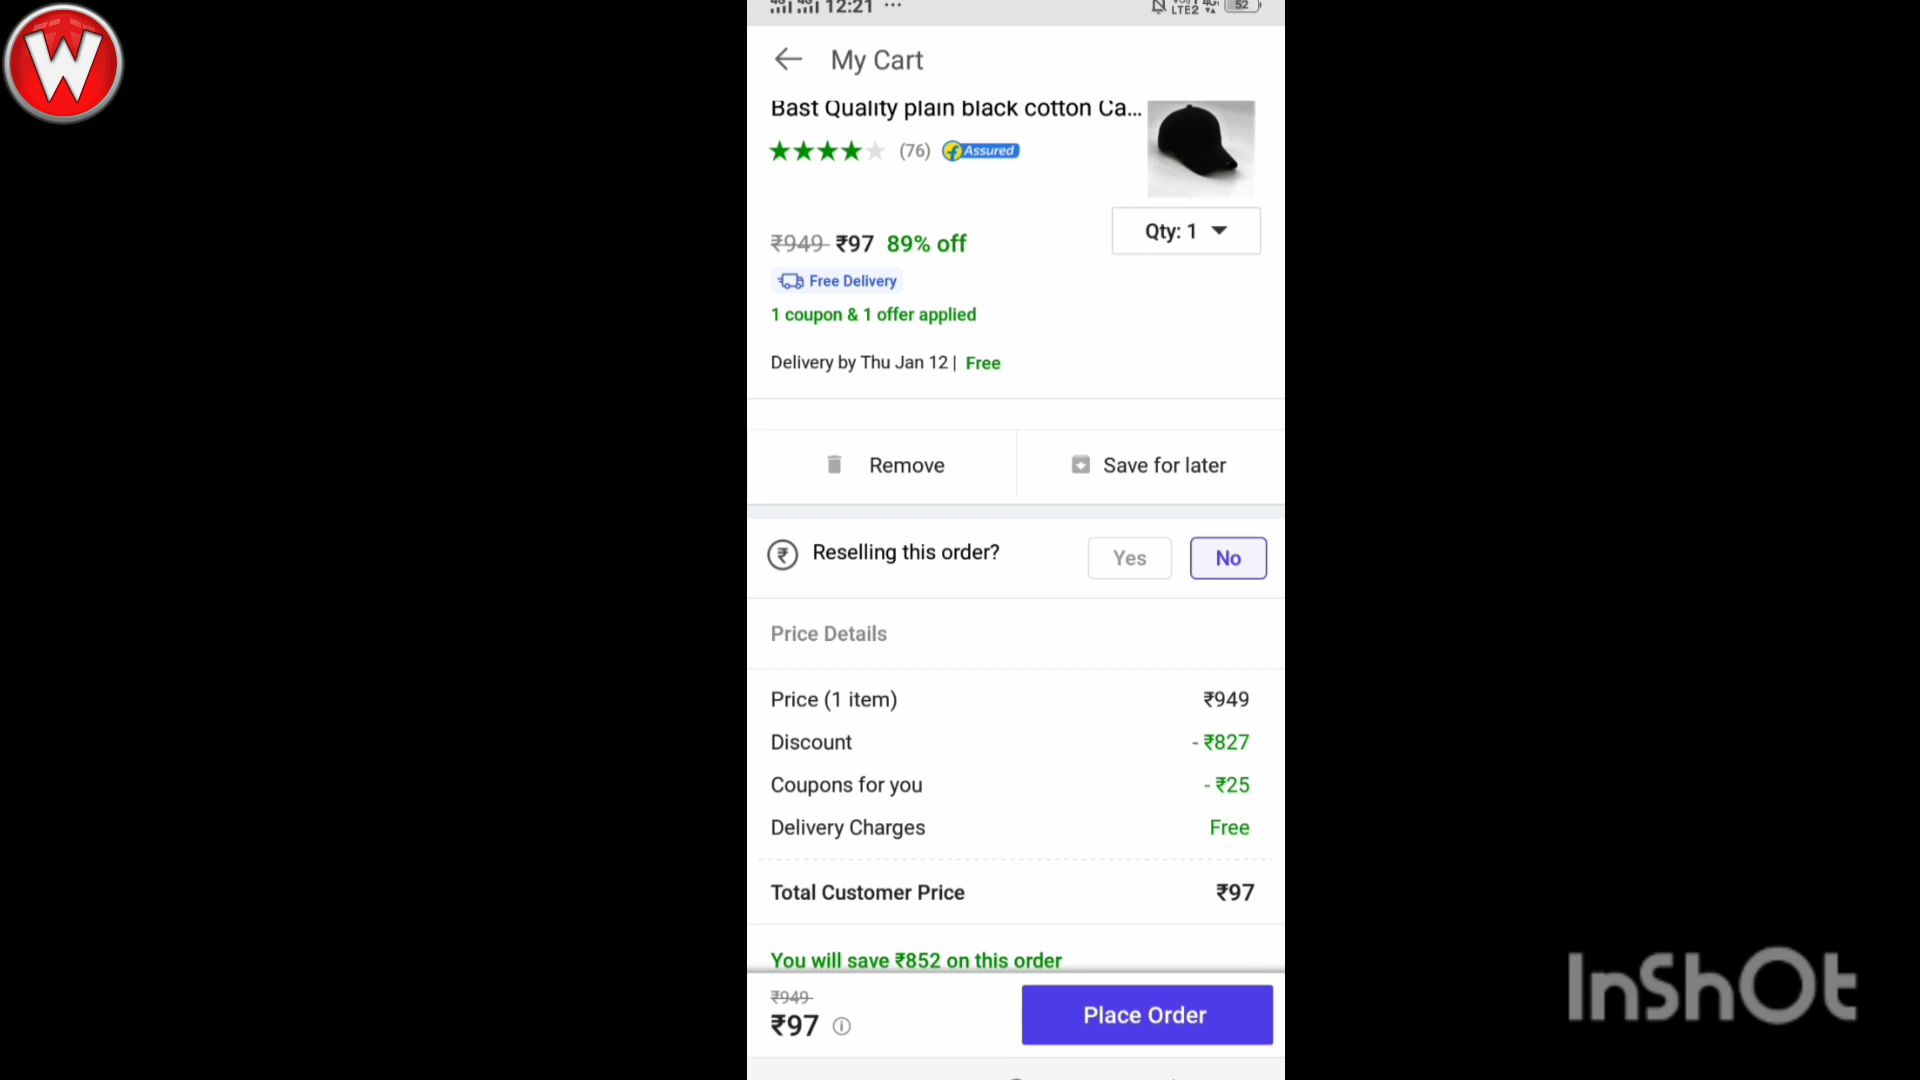 W
12:21 ...
LTE2 4G 52
My Cart
Bast Quality plain black cotton Ca...
(76) Assured
₹949 ₹97 89% off
Qty: 1
Free Delivery
1 coupon & 1 offer applied
Delivery by Thu Jan 12 | Free
Remove
Save for later
Reselling this order?
Yes
No
Price Details
Price (1 item) ₹949
Discount - ₹827
Coupons for you - ₹25
Delivery Charges Free
Total Customer Price ₹97
You will save ₹852 on this order
₹949
₹97
Place Order
InShOt